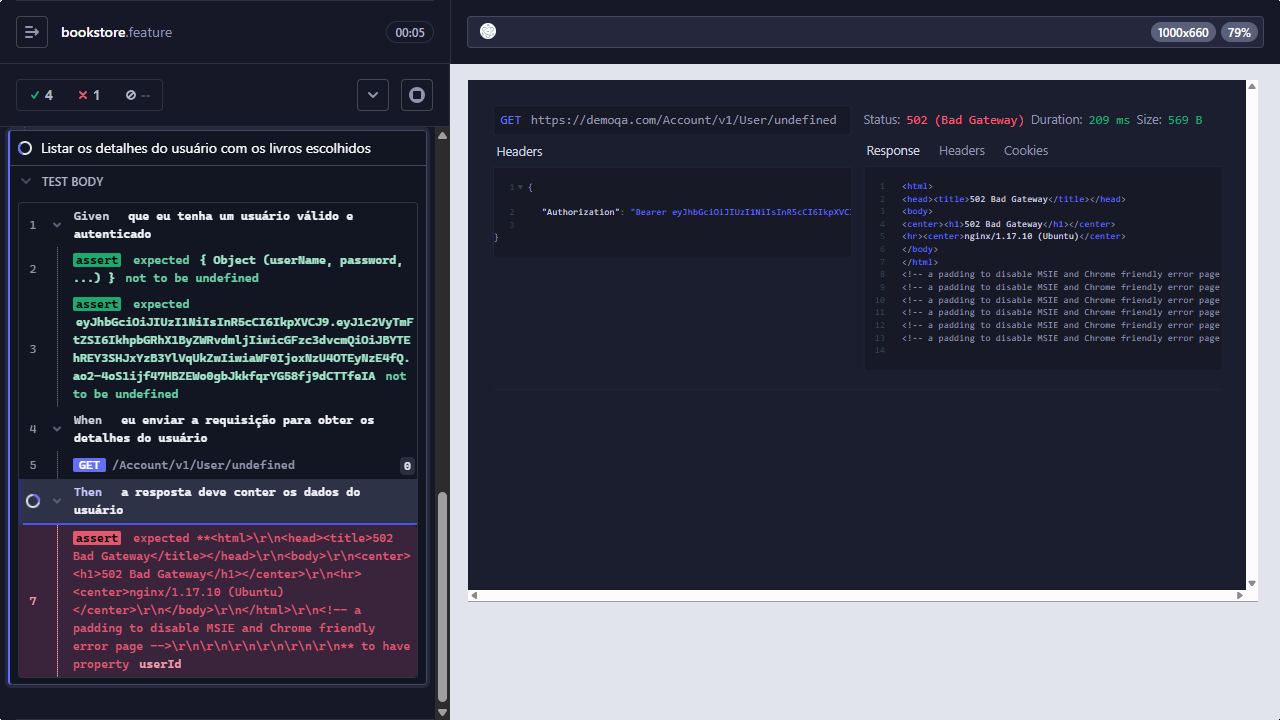 bookstore.feature
00:05
4
1
--
Listar os detalhes do usuário com os livros escolhidos
TEST BODY
1
Given que eu tenha um usuário válido e
autenticado
2
assert expected { Object (userName, password,
...) } not to be undefined
3
assert expected
eyJhbGciOiJIUzI1NiIsInR5cCI6IkpXVCJ9.eyJ1c2VyTmF
tZSI6IkhpbGRhX1ByZWRvdmljIiwicGFzc3dvcmQiOiJBYTE
hREY3SHJxYzB3YlVqUkZwIiwiaWF0IjoxNzU4OTEyNzE4fQ.
ao2-4oS1ijf47HBZEWo0gbJkkfqrYG58fj9dCTTfeIA not
to be undefined
4
When eu enviar a requisição para obter os
detalhes do usuário
5
GET /Account/v1/User/undefined
0
Then a resposta deve conter os dados do
usuário
7
assert expected **<html>\r\n<head><title>502
Bad Gateway</title></head>\r\n<body>\r\n<center>
<h1>502 Bad Gateway</h1></center>\r\n<hr>
<center>nginx/1.17.10 (Ubuntu)
</center>\r\n</body>\r\n</html>\r\n<!-- a
padding to disable MSIE and Chrome friendly
error page -->\r\n\r\n\r\n\r\n\r\n\r\n** to have
property userId
1000x660
79%
GET https://demoqa.com/Account/v1/User/undefined
Status: 502 (Bad Gateway) Duration: 209 ms Size: 569 B
Headers
1 {
2 "Authorization": "Bearer eyJhbGciOiJIUzI1NiIsInR5cCI6IkpXVCJ
3
}
Response Headers Cookies
1 <html>
2 <head><title>502 Bad Gateway</title></head>
3 <body>
4 <center><h1>502 Bad Gateway</h1></center>
5 <hr><center>nginx/1.17.10 (Ubuntu)</center>
6 </body>
7 </html>
8 <!-- a padding to disable MSIE and Chrome friendly error page
9 <!-- a padding to disable MSIE and Chrome friendly error page
10 <!-- a padding to disable MSIE and Chrome friendly error page
11 <!-- a padding to disable MSIE and Chrome friendly error page
12 <!-- a padding to disable MSIE and Chrome friendly error page
13 <!-- a padding to disable MSIE and Chrome friendly error page
14